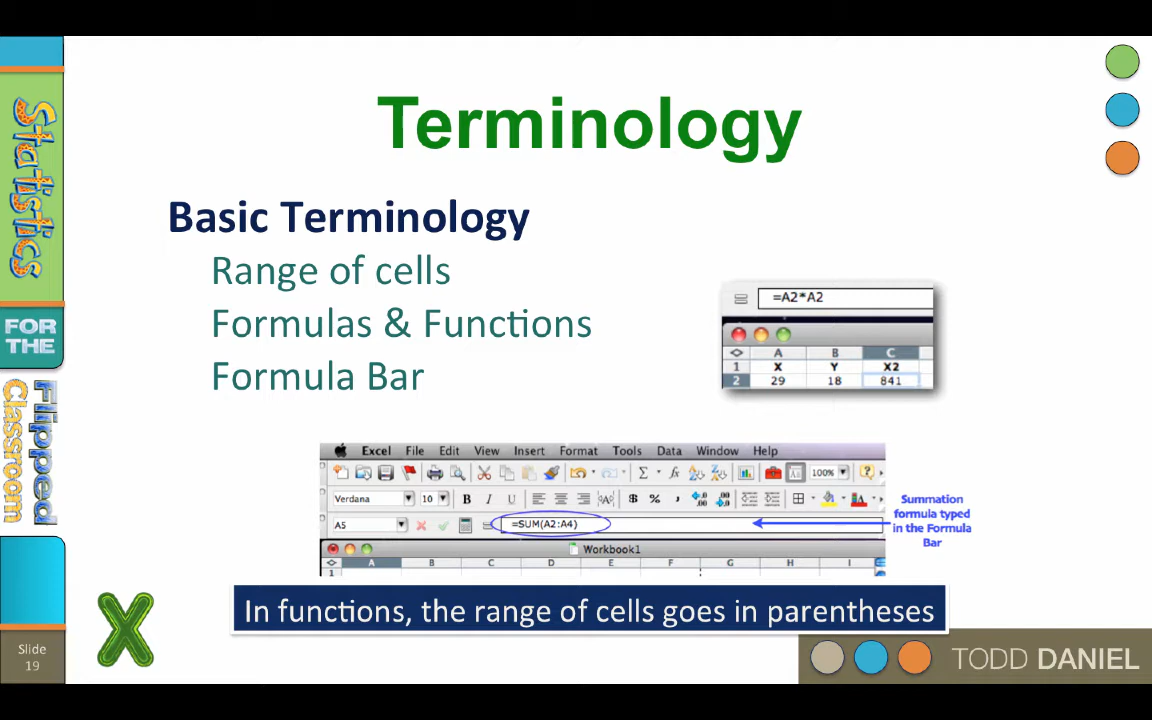 Terminology
Basic Terminology
Range of cells
Formulas & Functions
Formula Bar
=A2*A2
A B C
1 X Y X2
2 29 18 841
Excel File Edit View Insert Format Tools Data Window Help
Σ fx 100% ?
Verdana 10 B I U $ % ,
A5 =SUM(A2:A4)
Workbook1
A B C D E F G H I
1
Summation
formula typed
in the Formula
Bar
In functions, the range of cells goes in parentheses
Statistics
FOR
THE
Flipped
Classroom
Slide
19
X
TODD DANIEL